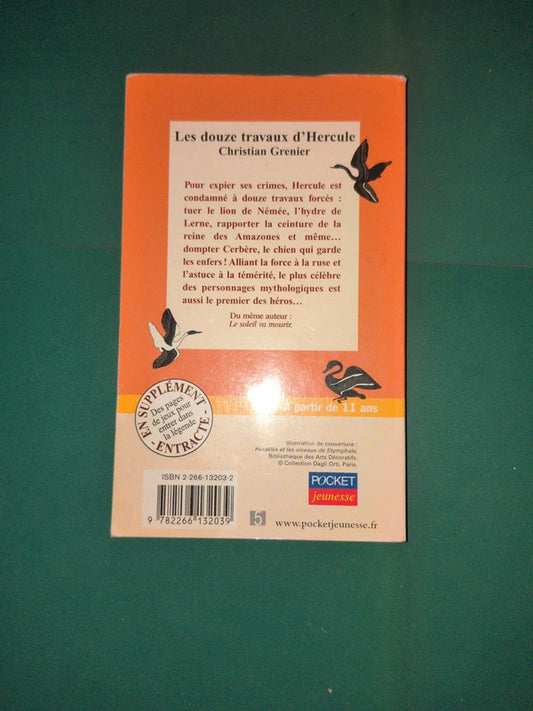 Les douze travaux d'Hercule
Christian Grenier
Pour expier ses crimes, Hercule est
condamné à douze travaux forcés :
tuer le lion de Némée, l'hydre de
Lerne, rapporter la ceinture de la
reine des Amazones et même...
dompter Cerbère, le chien qui garde
les enfers ! Alliant la force à la ruse et
l'astuce à la témérité, le plus célèbre
des personnages mythologiques est
aussi le premier des héros...
Du même auteur :
Le soleil va mourir.
EN SUPPLÉMENT
Des pages
de jeux pour
entrer dans
la légende
- ENTRACTE -
À partir de 11 ans
Illustration de couverture :
Héraklès et les oiseaux de Stymphale,
Bibliothèque des Arts Décoratifs.
© Collection Dagli Orti, Paris.
ISBN 2-266-13203-2
9 782266 132039
5
POCKET
jeunesse
www.pocketjeunesse.fr